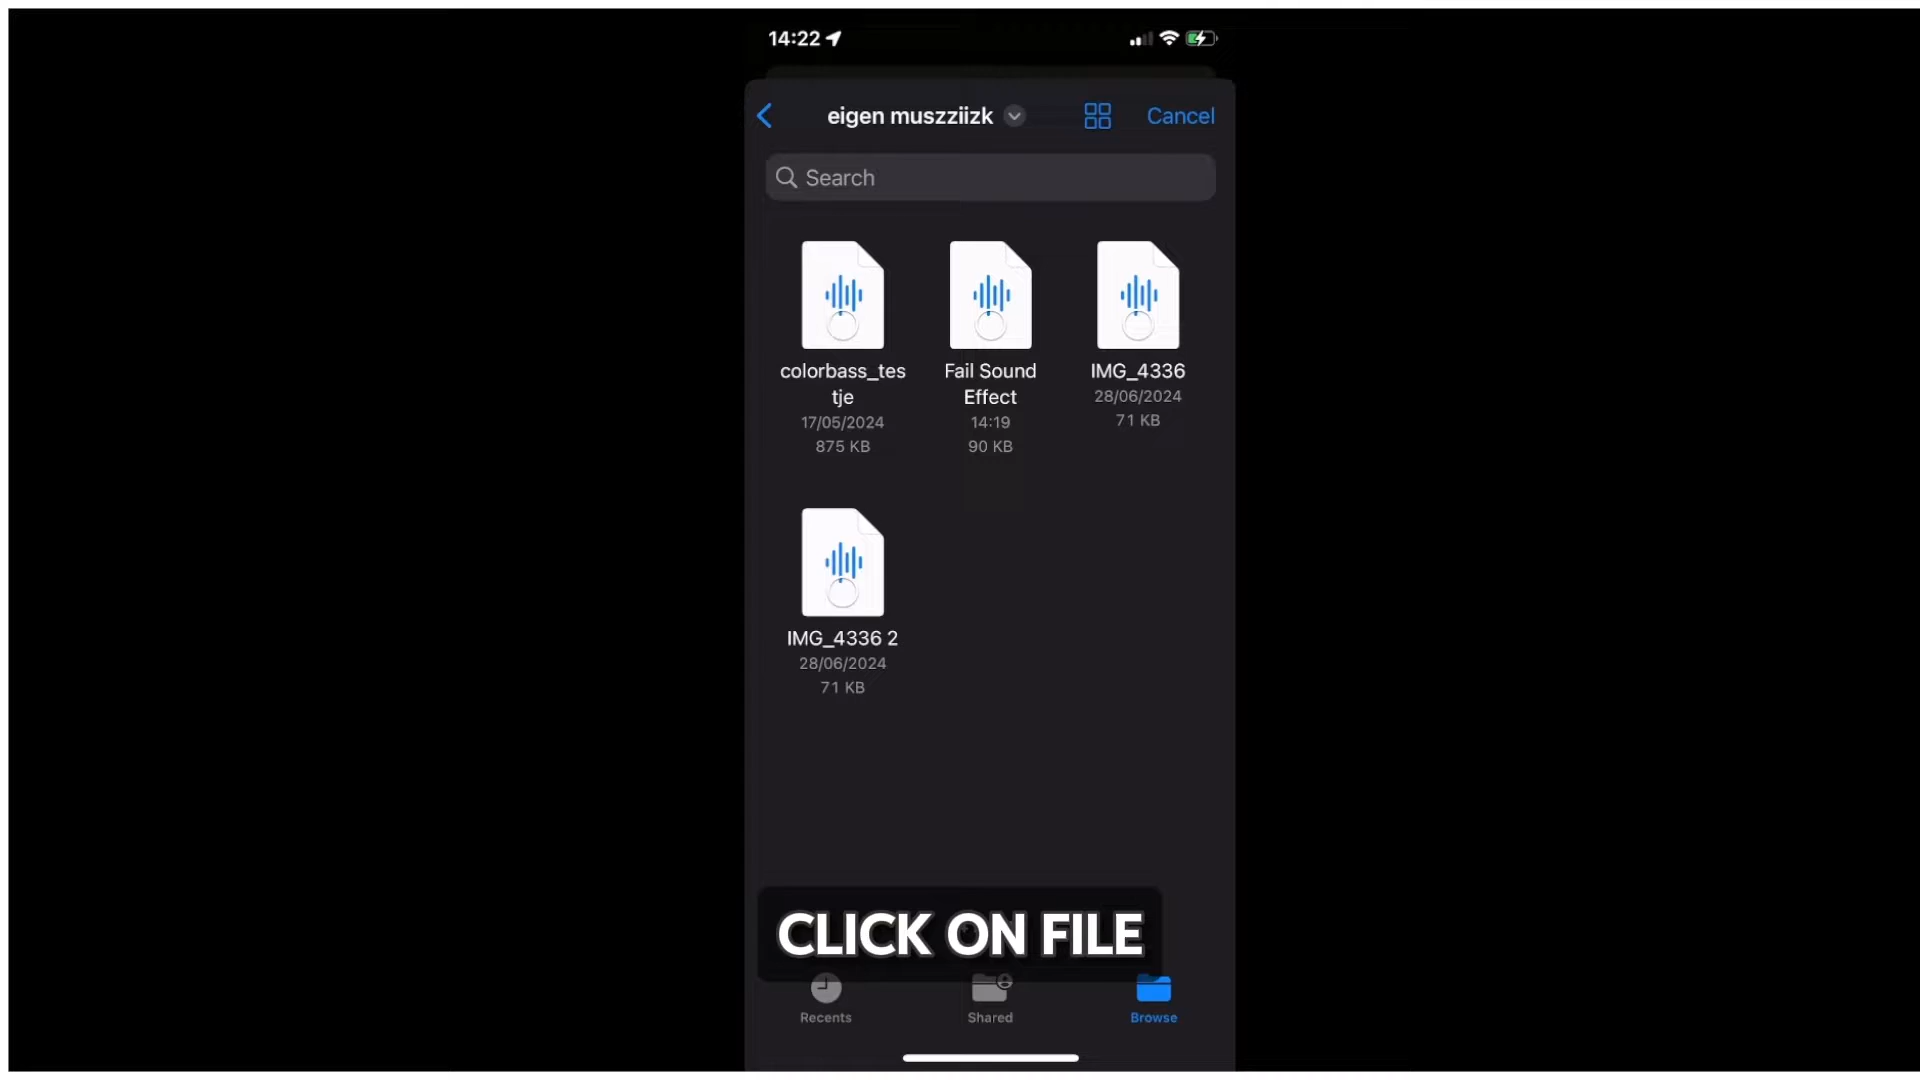 14:22
eigen muszziizk
Cancel
Search
colorbass_tes
tje
17/05/2024
875 KB
Fail Sound
Effect
14:19
90 KB
IMG_4336
28/06/2024
71 KB
IMG_4336 2
28/06/2024
71 KB
CLICK ON FILE
Recents
Shared
Browse